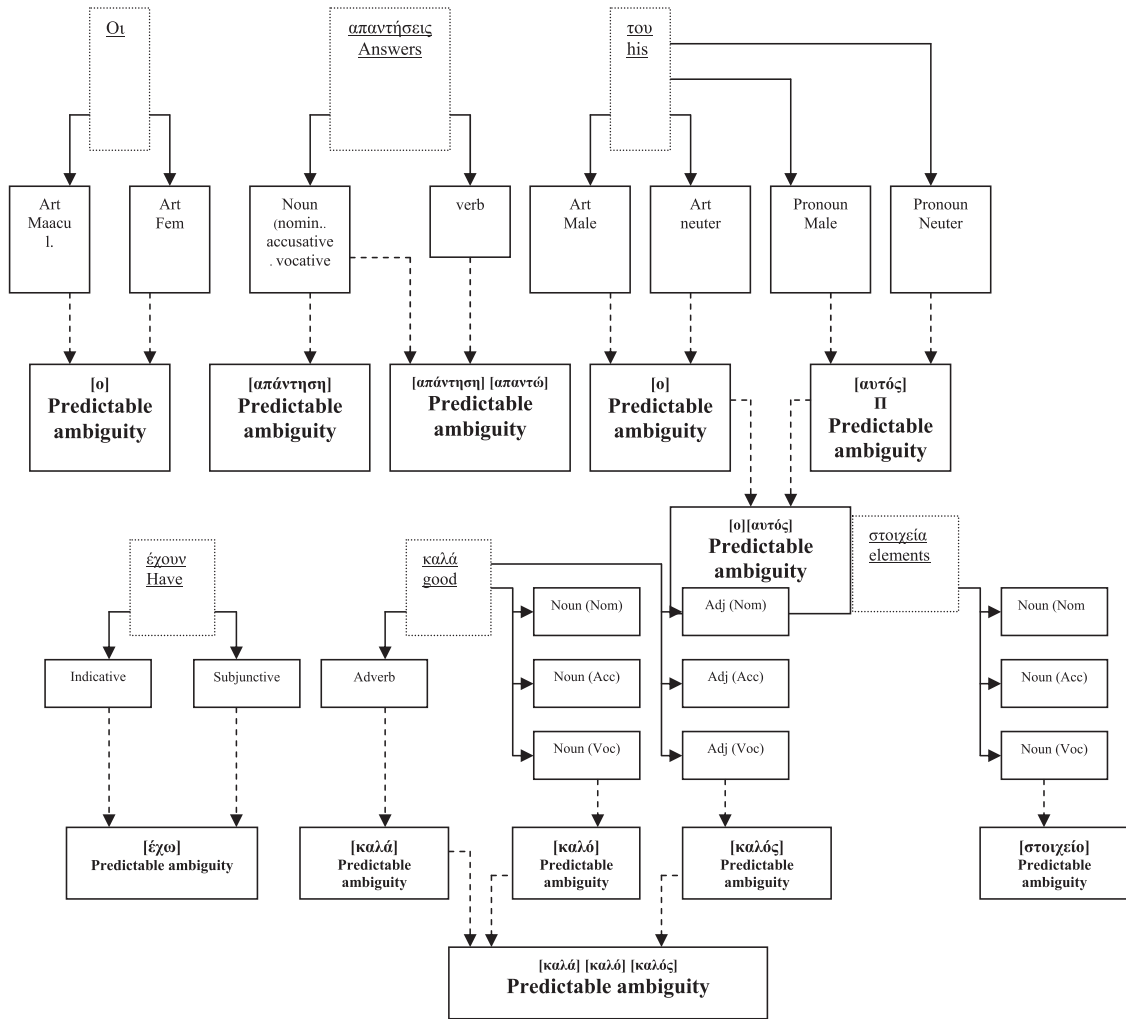 Οι
απαντήσεις
Answers
του
his
Art
Maacu
l.
Art
Fem
Noun
(nomin..
accusative
. vocative
verb
Art
Male
Art
neuter
Pronoun
Male
Pronoun
Neuter
[ο]
Predictable
ambiguity
[απάντηση]
Predictable
ambiguity
[απάντηση] [απαντώ]
Predictable
ambiguity
[ο]
Predictable
ambiguity
[αυτός]
Π
Predictable
ambiguity
[ο][αυτός]
Predictable
ambiguity
έχουν
Have
καλά
good
στοιχεία
elements
Noun (Nom)
Adj (Nom)
Noun (Nom
Indicative
Subjunctive
Adverb
Noun (Acc)
Adj (Acc)
Noun (Acc)
Noun (Voc)
Adj (Voc)
Noun (Voc)
[έχω]
Predictable ambiguity
[καλά]
Predictable
ambiguity
[καλό]
Predictable
ambiguity
[καλός]
Predictable
ambiguity
[στοιχείο]
Predictable
ambiguity
[καλά] [καλό] [καλός]
Predictable ambiguity